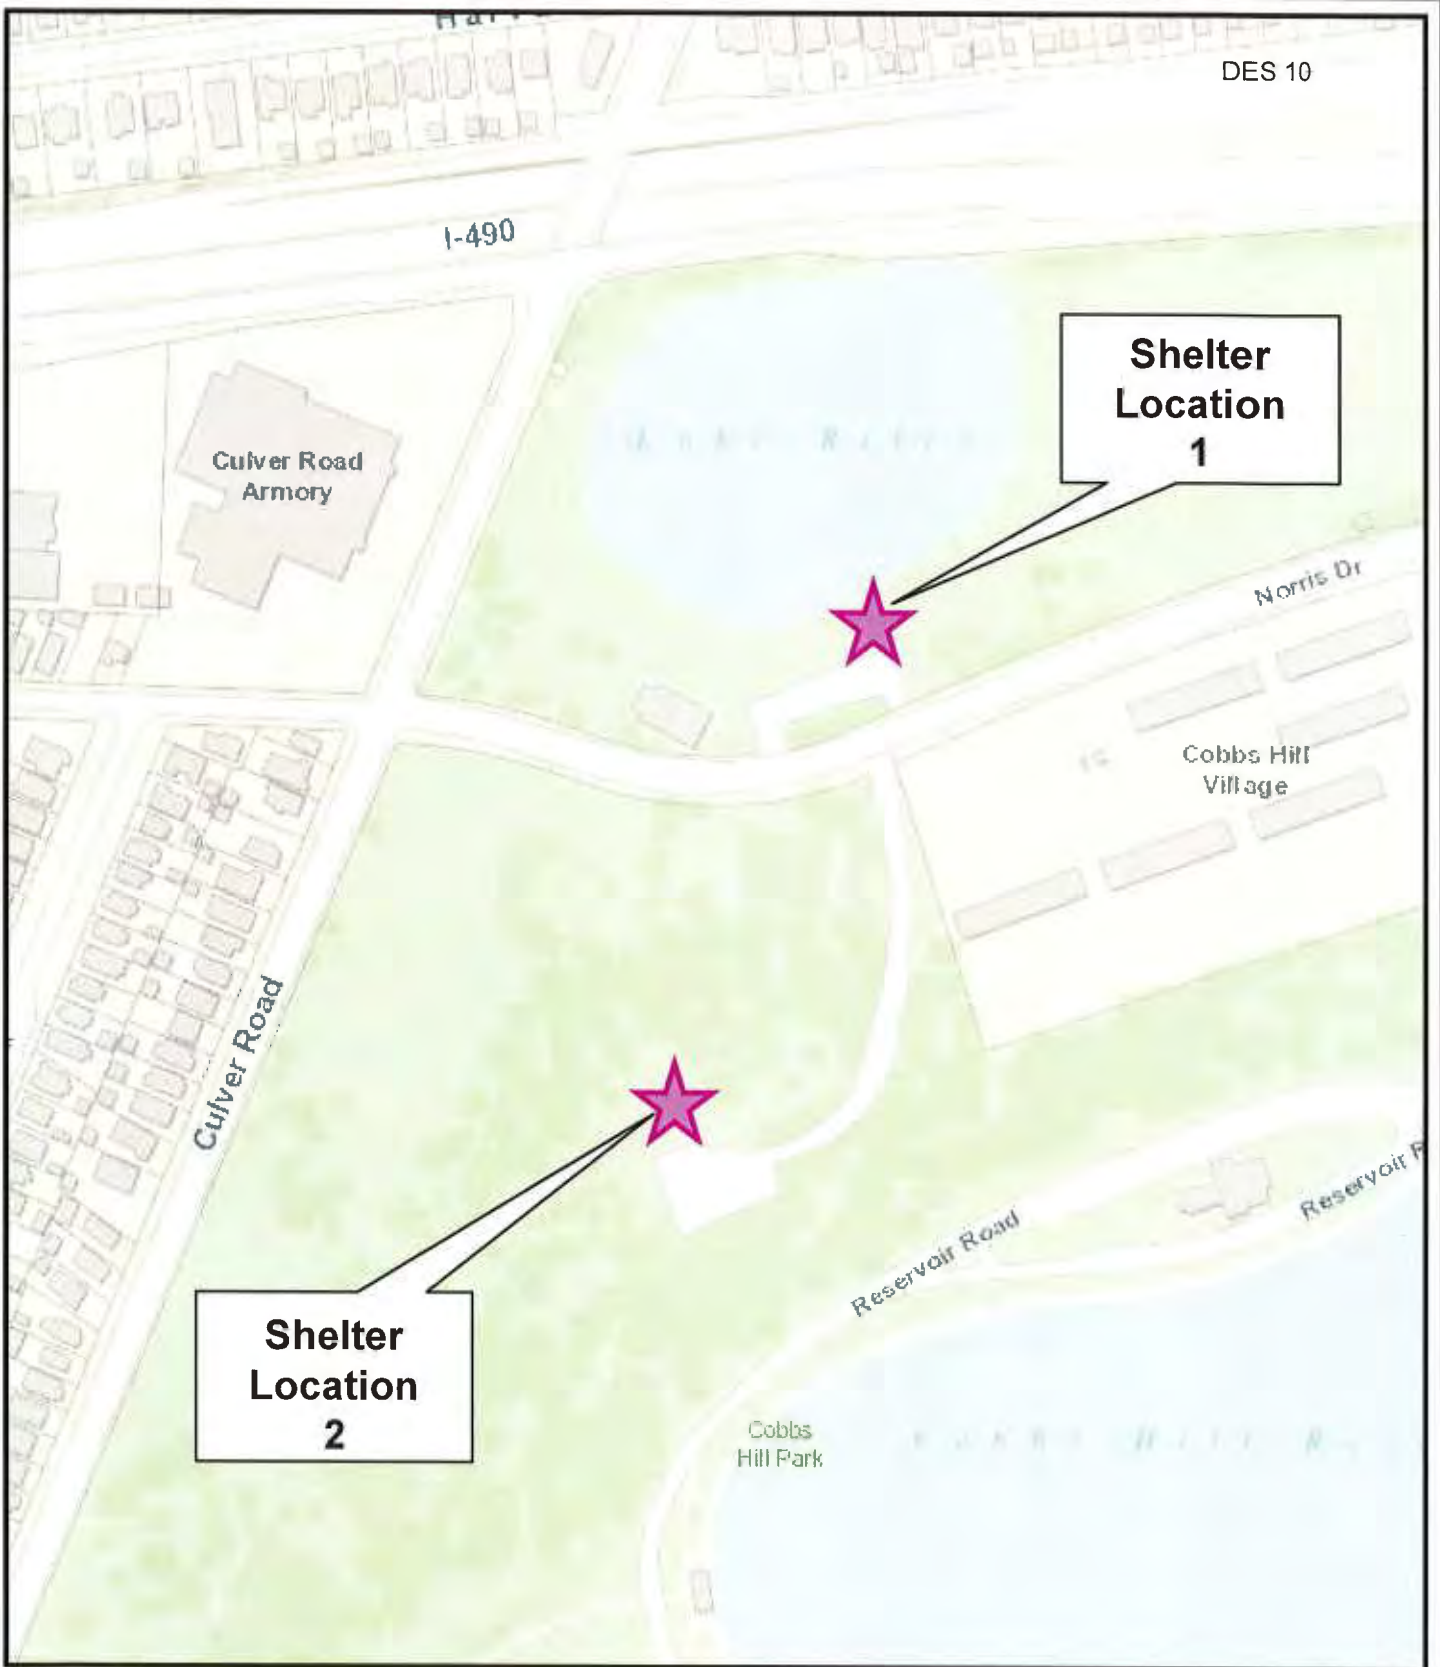 DES 10
I-490
Shelter
Location
1
Culver Road
Armory
Norris Dr
Cobbs Hill
Village
Culver Road
Reservoir Road
Reservoir
Shelter
Location
2
Cobbs
Hill Park